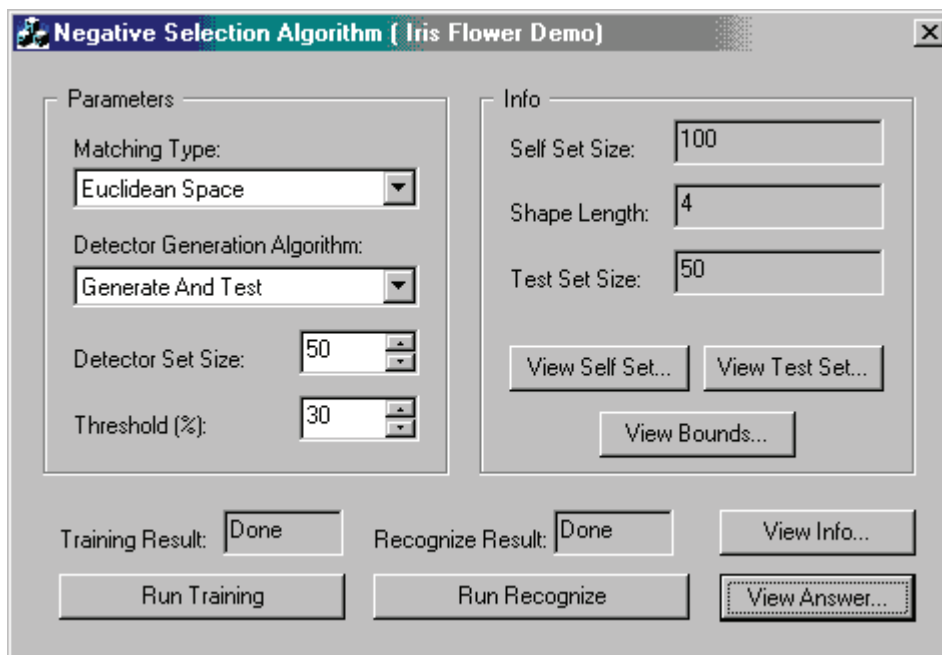 Negative Selection Algorithm ( Iris Flower Demo)
Parameters
Matching Type:
Euclidean Space
Detector Generation Algorithm:
Generate And Test
Detector Set Size: 50
Threshold (%): 30
Info
Self Set Size: 100
Shape Length: 4
Test Set Size: 50
View Self Set... View Test Set...
View Bounds...
Training Result: Done Recognize Result: Done View Info...
Run Training Run Recognize View Answer...